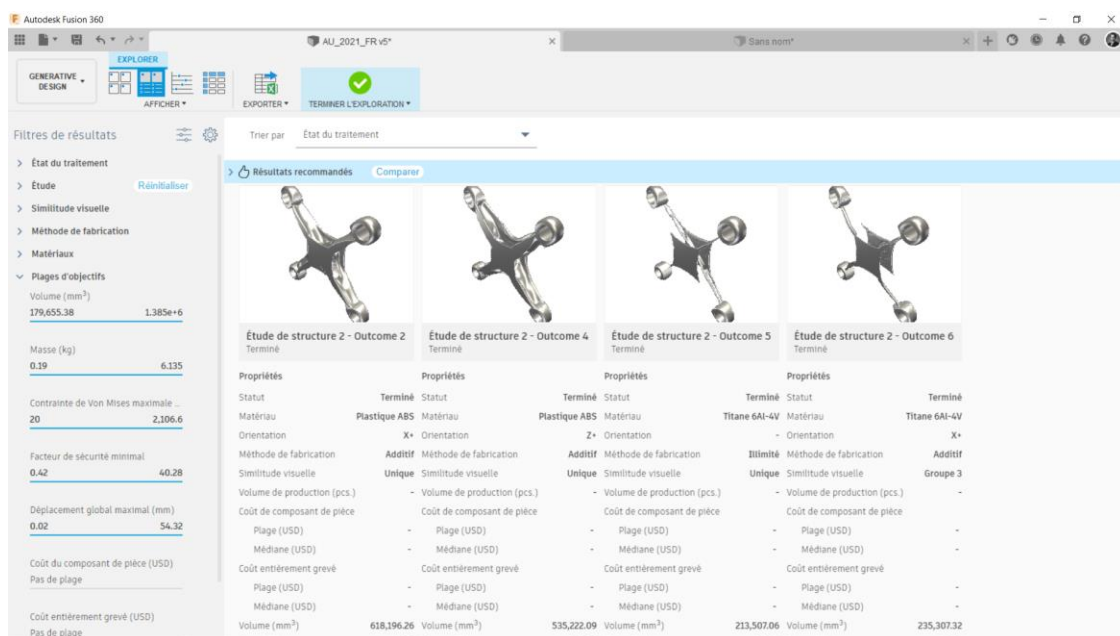 Autodesk Fusion 360
AU_2021_FR v5*
Sans nom*
EXPLORER
GENERATIVE DESIGN
AFFICHER
EXPORTER
TERMINER L'EXPLORATION
Filtres de résultats
Trier par État du traitement
État du traitement
Étude Réinitialiser
Similitude visuelle
Méthode de fabrication
Matériaux
Plages d'objectifs
Volume (mm³)
179,655.38 1.385e+6
Masse (kg)
0.19 6.135
Contrainte de Von Mises maximale ..
20 2,106.6
Facteur de sécurité minimal
0.42 40.28
Déplacement global maximal (mm)
0.02 54.32
Coût du composant de pièce (USD)
Pas de plage
Coût entièrement grevé (USD)
Pas de plage
Résultats recommandés Comparer
Étude de structure 2 - Outcome 2
Terminé
Propriétés
Statut Terminé
Matériau Plastique ABS
Orientation X+
Méthode de fabrication Additif
Similitude visuelle Unique
Volume de production (pcs.) -
Coût de composant de pièce
Plage (USD) -
Médiane (USD) -
Coût entièrement grevé
Plage (USD) -
Médiane (USD) -
Volume (mm³) 618,196.26
Étude de structure 2 - Outcome 4
Terminé
Propriétés
Statut Terminé
Matériau Plastique ABS
Orientation Z+
Méthode de fabrication Additif
Similitude visuelle Unique
Volume de production (pcs.) -
Coût de composant de pièce
Plage (USD) -
Médiane (USD) -
Coût entièrement grevé
Plage (USD) -
Médiane (USD) -
Volume (mm³) 535,222.09
Étude de structure 2 - Outcome 5
Terminé
Propriétés
Statut Terminé
Matériau Titane 6Al-4V
Orientation -
Méthode de fabrication Illimité
Similitude visuelle Unique
Volume de production (pcs.) -
Coût de composant de pièce
Plage (USD) -
Médiane (USD) -
Coût entièrement grevé
Plage (USD) -
Médiane (USD) -
Volume (mm³) 213,507.06
Étude de structure 2 - Outcome 6
Terminé
Propriétés
Statut Terminé
Matériau Titane 6Al-4V
Orientation X+
Méthode de fabrication Additif
Similitude visuelle Groupe 3
Volume de production (pcs.) -
Coût de composant de pièce
Plage (USD) -
Médiane (USD) -
Coût entièrement grevé
Plage (USD) -
Médiane (USD) -
Volume (mm³) 235,307.32